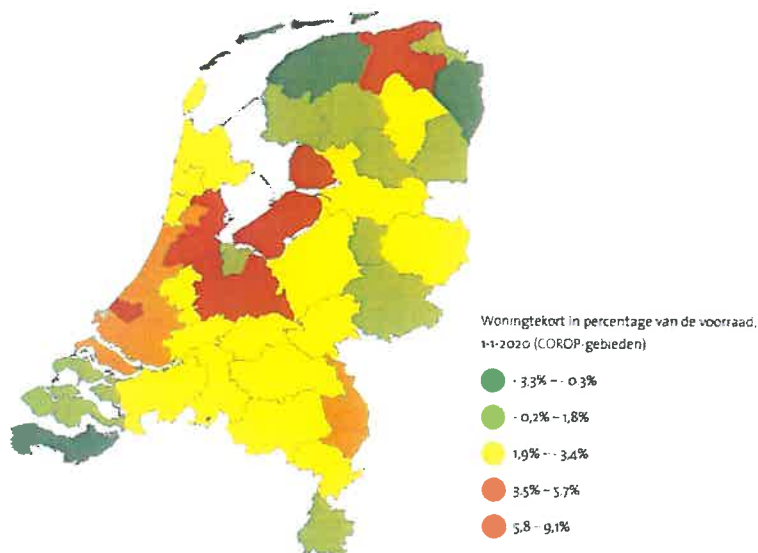 Woningtekort in percentage van de voorraad,
1-1-2020 (COROP-gebieden)
- 3.3% – - 0.3%
- 0,2% – 1,8%
1,9% – - 3.4%
3.5% – 5.7%
5,8 – 9,1%